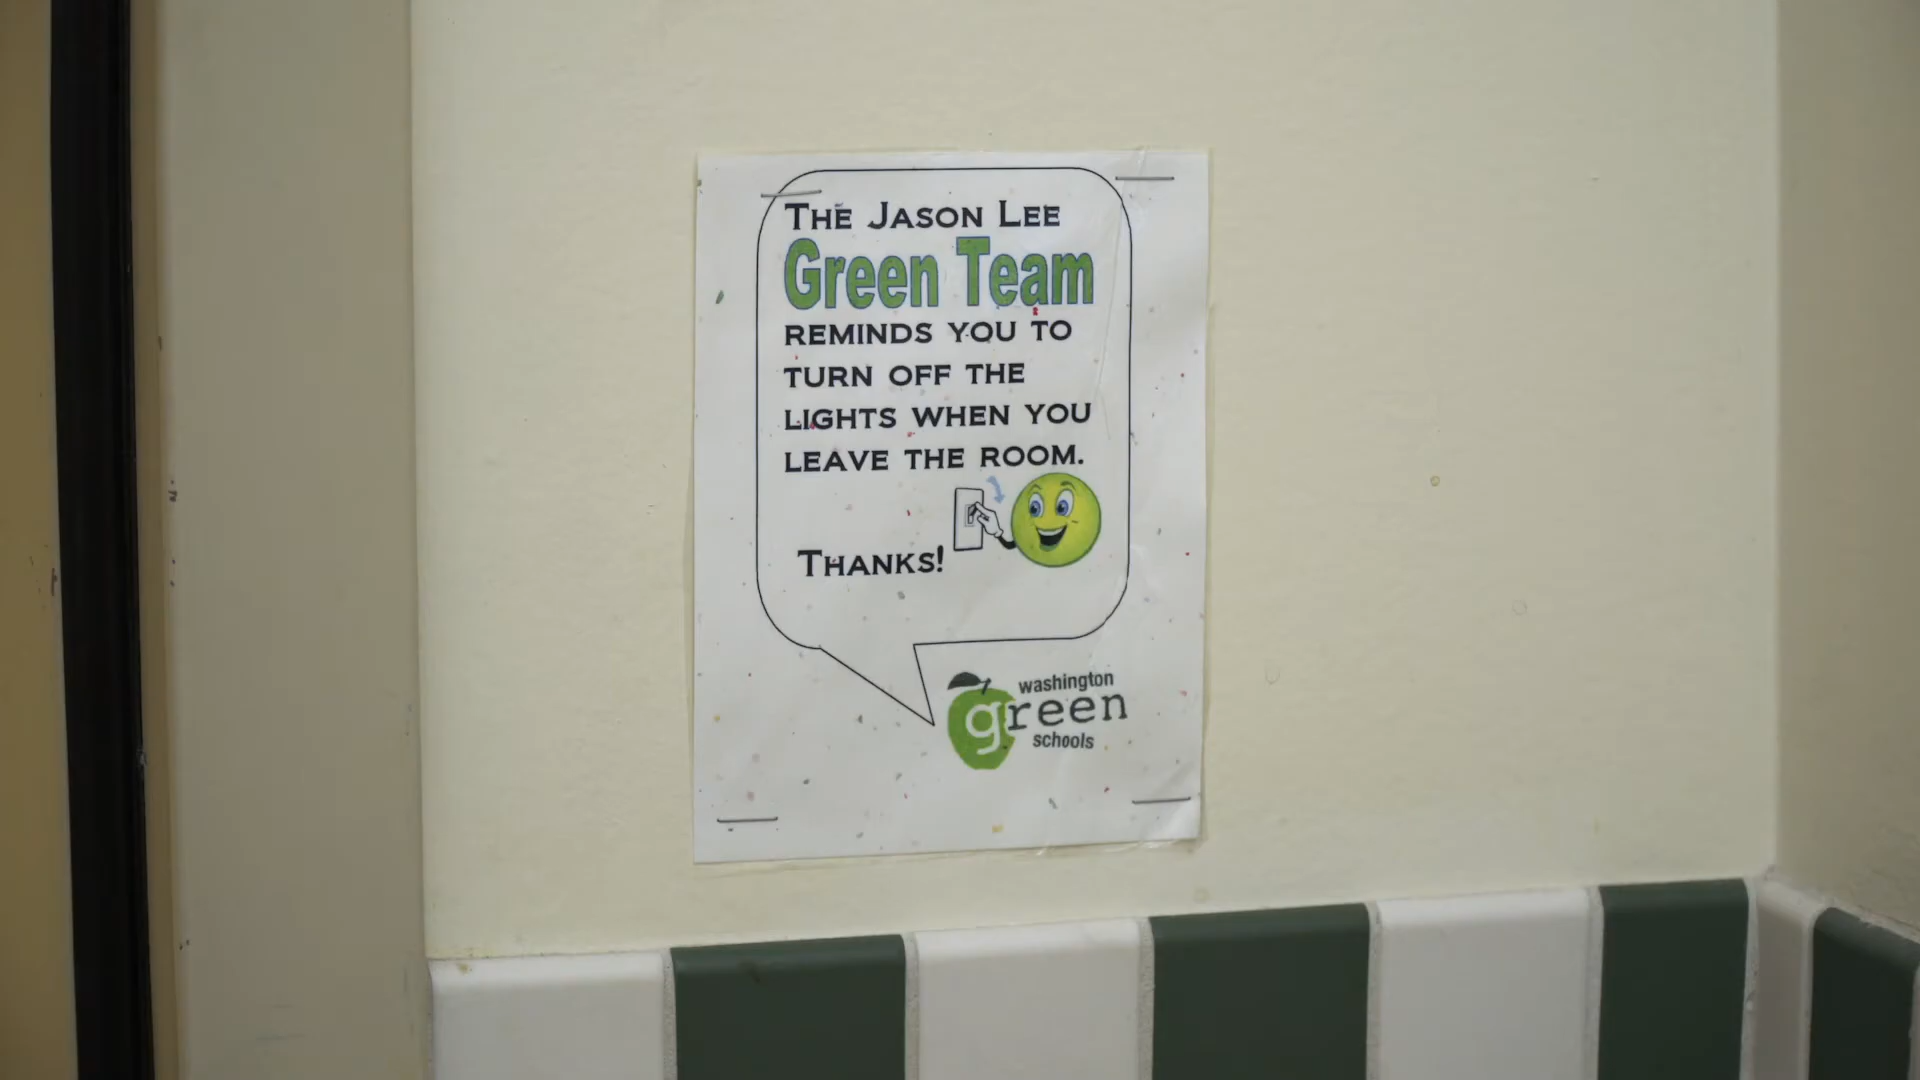 The Jason Lee
Green Team
reminds you to
turn off the
lights when you
leave the room.
Thanks!
washington
green
schools